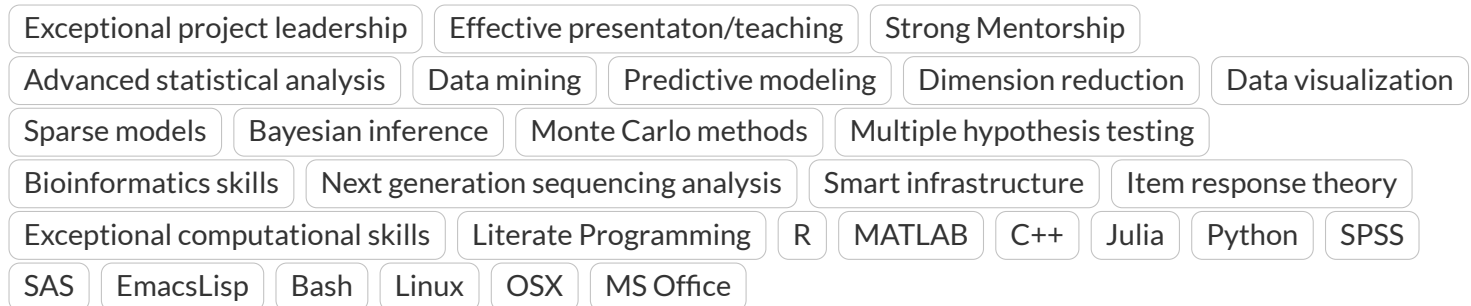 Exceptional project leadership Effective presentaton/teaching Strong Mentorship
Advanced statistical analysis Data mining Predictive modeling Dimension reduction Data visualization
Sparse models Bayesian inference Monte Carlo methods Multiple hypothesis testing
Bioinformatics skills Next generation sequencing analysis Smart infrastructure Item response theory
Exceptional computational skills Literate Programming R MATLAB C++ Julia Python SPSS
SAS EmacsLisp Bash Linux OSX MS Office